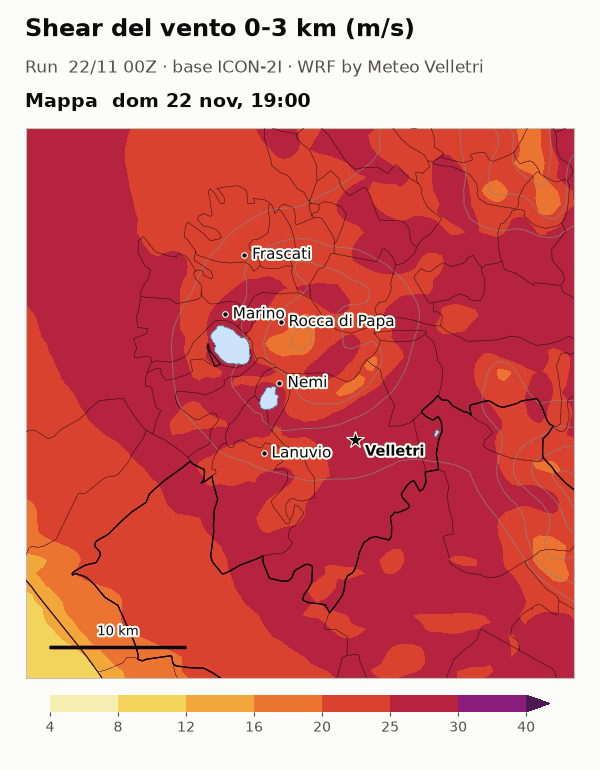 Shear del vento 0-3 km (m/s)
Run 22/11 00Z · base ICON-2I · WRF by Meteo Velletri
Mappa dom 22 nov, 19:00
Frascati
Marino
Rocca di Papa
Nemi
Velletri
Lanuvio
10 km
4 8 12 16 20 25 30 40